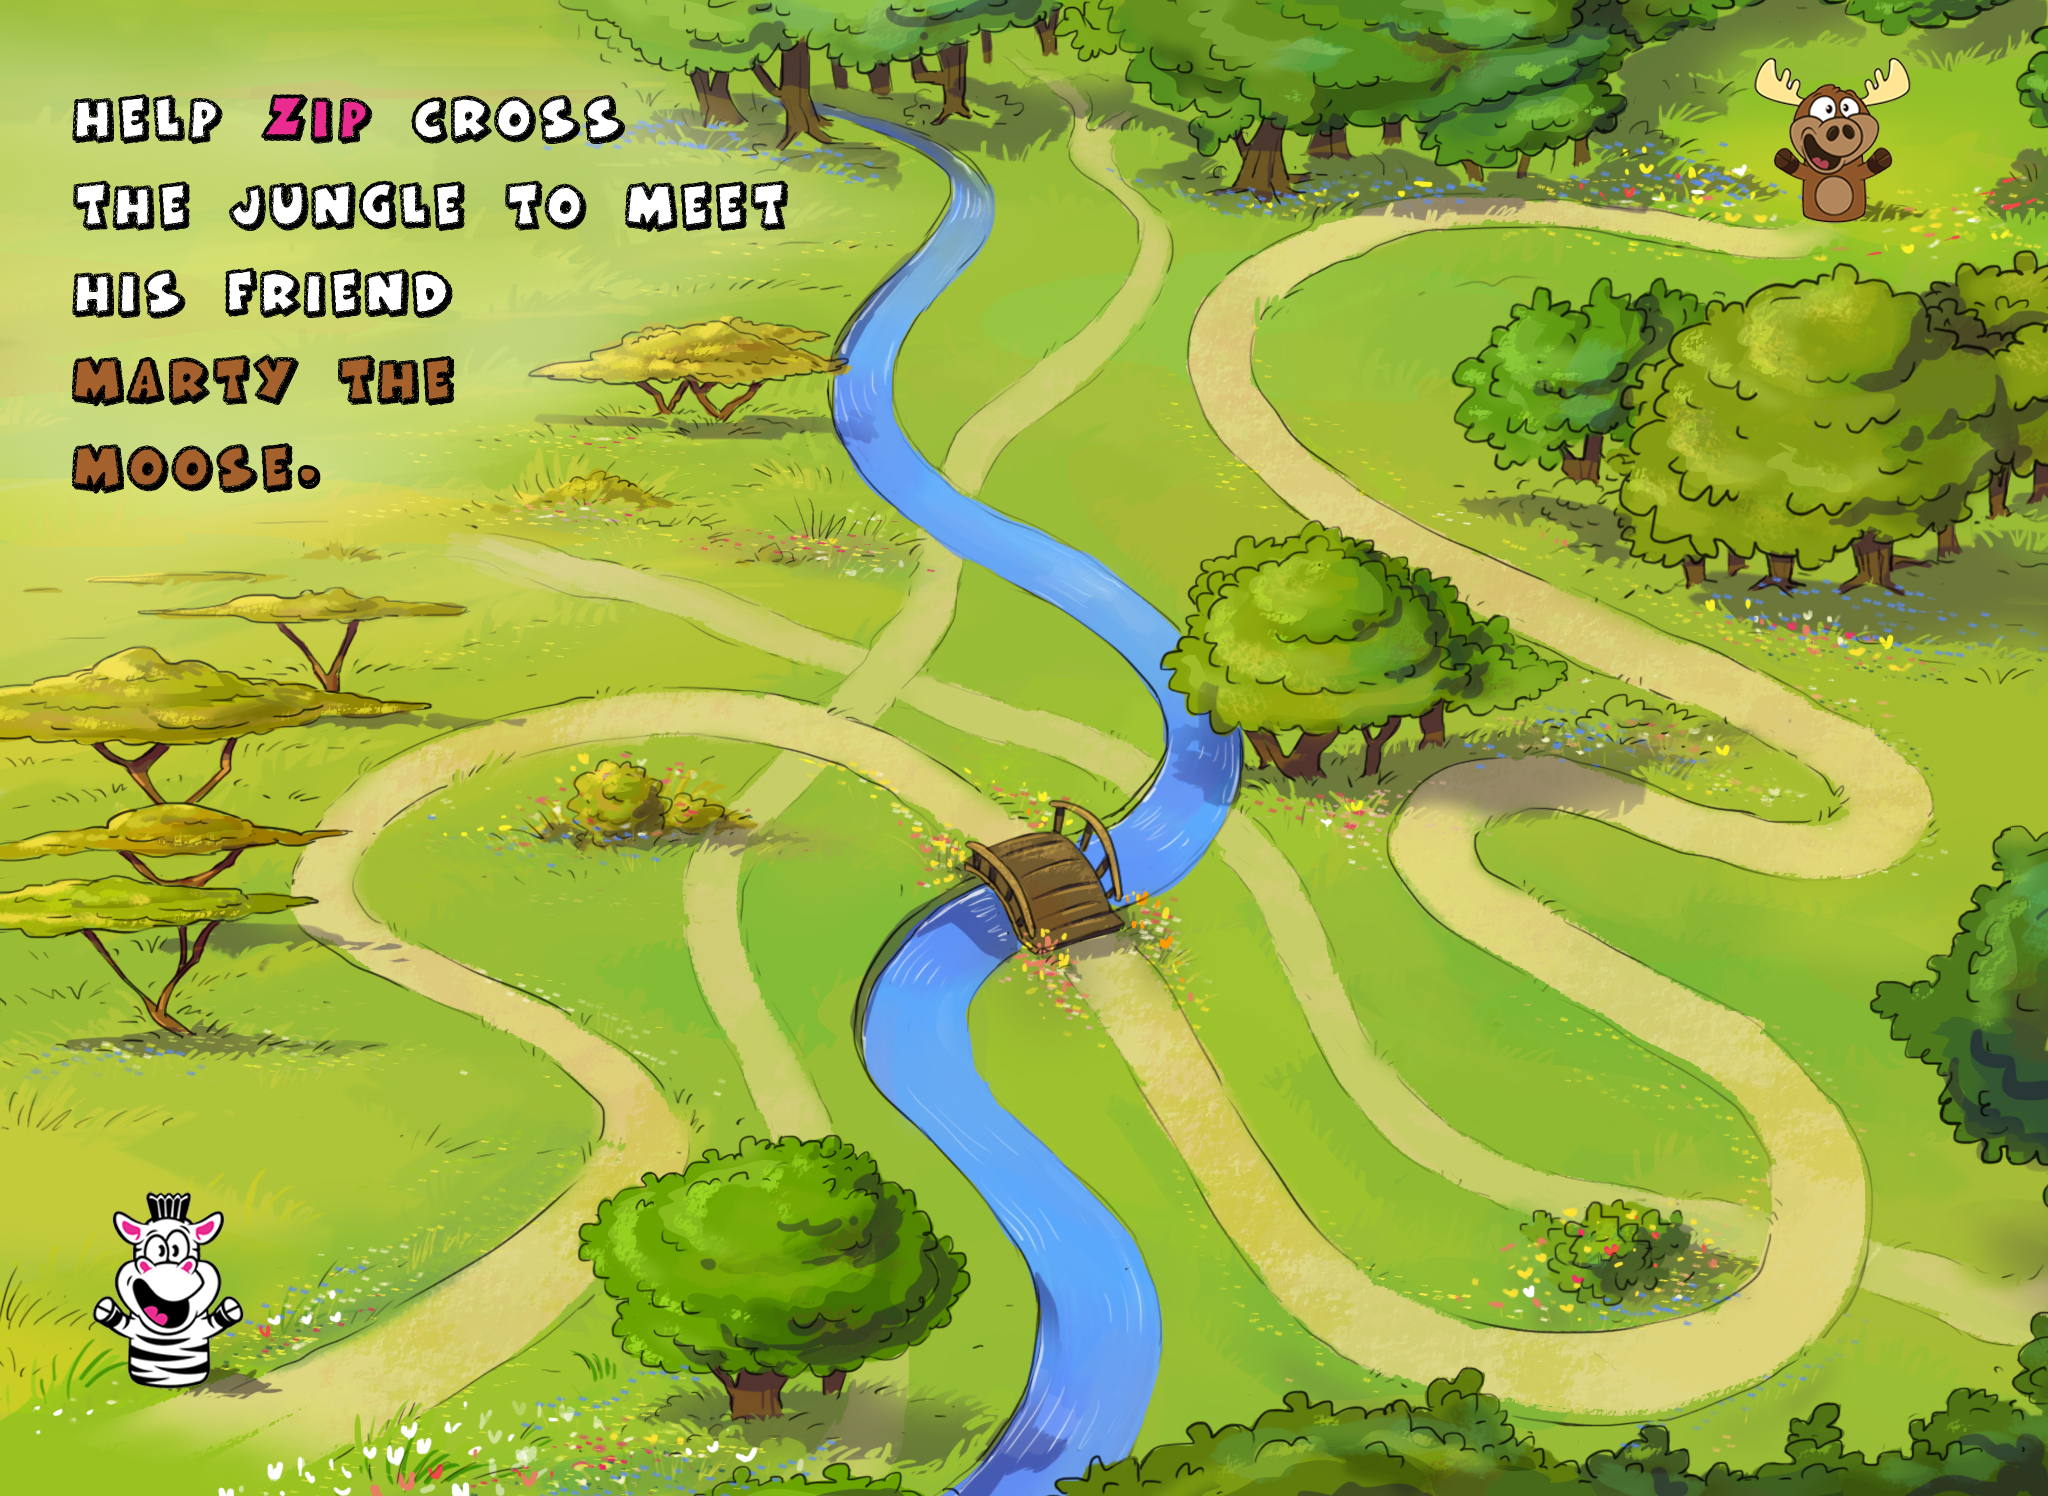 HELP ZIP CROSS
THE JUNGLE TO MEET
HIS FRIEND
MARTY THE
MOOSE.